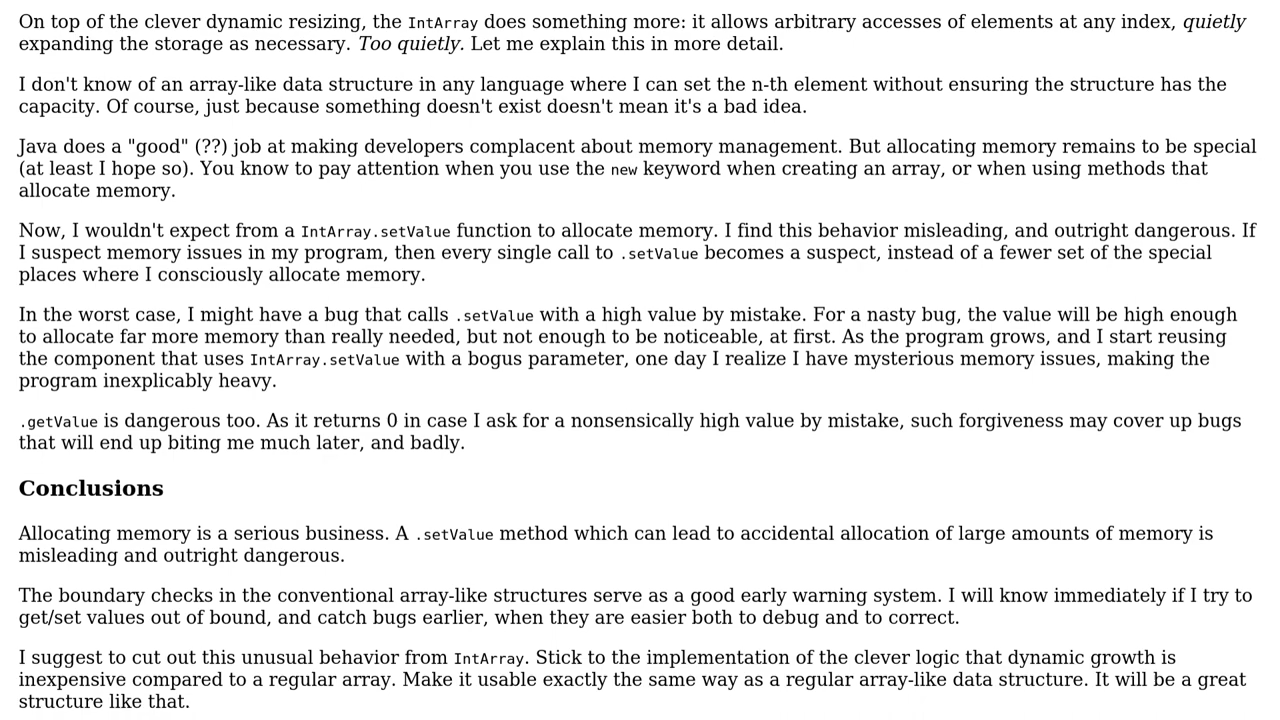 On top of the clever dynamic resizing, the IntArray does something more: it allows arbitrary accesses of elements at any index, quietly
expanding the storage as necessary. Too quietly. Let me explain this in more detail.
I don't know of an array-like data structure in any language where I can set the n-th element without ensuring the structure has the
capacity. Of course, just because something doesn't exist doesn't mean it's a bad idea.
Java does a "good" (??) job at making developers complacent about memory management. But allocating memory remains to be special
(at least I hope so). You know to pay attention when you use the new keyword when creating an array, or when using methods that
allocate memory.
Now, I wouldn't expect from a IntArray.setValue function to allocate memory. I find this behavior misleading, and outright dangerous. If
I suspect memory issues in my program, then every single call to .setValue becomes a suspect, instead of a fewer set of the special
places where I consciously allocate memory.
In the worst case, I might have a bug that calls .setValue with a high value by mistake. For a nasty bug, the value will be high enough
to allocate far more memory than really needed, but not enough to be noticeable, at first. As the program grows, and I start reusing
the component that uses IntArray.setValue with a bogus parameter, one day I realize I have mysterious memory issues, making the
program inexplicably heavy.
.getValue is dangerous too. As it returns 0 in case I ask for a nonsensically high value by mistake, such forgiveness may cover up bugs
that will end up biting me much later, and badly.
Conclusions
Allocating memory is a serious business. A .setValue method which can lead to accidental allocation of large amounts of memory is
misleading and outright dangerous.
The boundary checks in the conventional array-like structures serve as a good early warning system. I will know immediately if I try to
get/set values out of bound, and catch bugs earlier, when they are easier both to debug and to correct.
I suggest to cut out this unusual behavior from IntArray. Stick to the implementation of the clever logic that dynamic growth is
inexpensive compared to a regular array. Make it usable exactly the same way as a regular array-like data structure. It will be a great
structure like that.